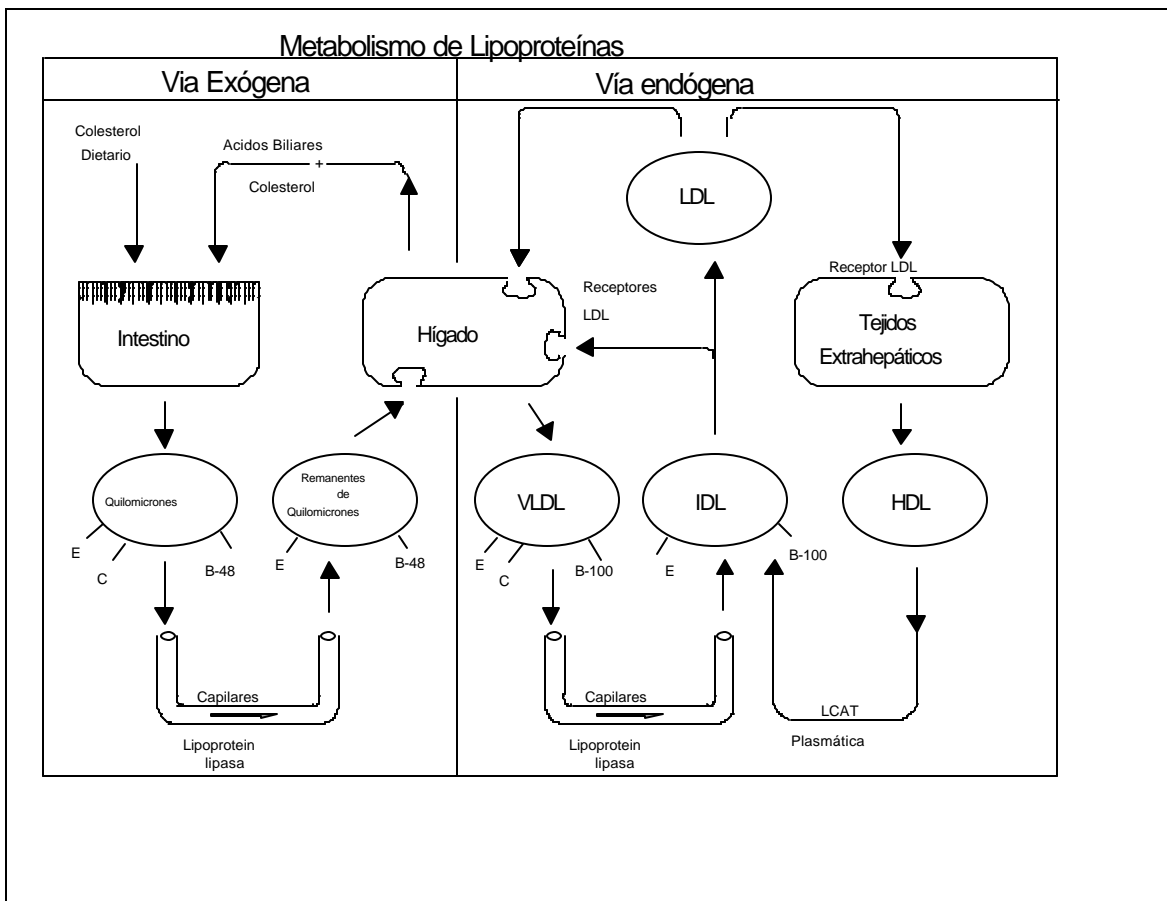 Metabolismo de Lipoproteínas
Via Exógena
Vía endógena
Colesterol
Dietario
Acidos Biliares
+
Colesterol
LDL
Receptor LDL
Receptores
LDL
Intestino
Hígado
Tejidos
Extrahepáticos
Quilomicrones
Remanentes
de
Quilomicrones
VLDL
IDL
HDL
E
C
B-48
E
B-48
E
C
B-100
E
B-100
Capilares
Lipoprotein
lipasa
Capilares
Lipoprotein
lipasa
LCAT
Plasmática